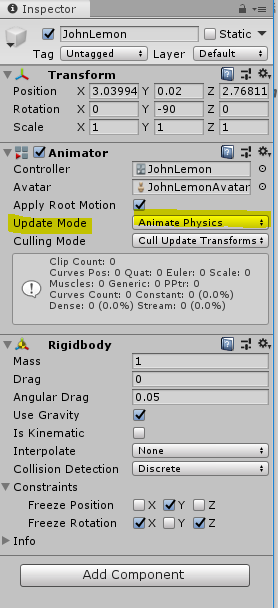 Inspector
JohnLemon Static
Tag Untagged Layer Default
Transform
Position X 3.03994 Y 0.02 Z 2.76811
Rotation X 0 Y -90 Z 0
Scale X 1 Y 1 Z 1
Animator
Controller JohnLemon
Avatar JohnLemonAvatar
Apply Root Motion
Update Mode Animate Physics
Culling Mode Cull Update Transforms
Clip Count: 0
Curves Pos: 0 Quat: 0 Euler: 0 Scale: 0
Muscles: 0 Generic: 0 PPtr: 0
Curves Count: 0 Constant: 0 (0.0%)
Dense: 0 (0.0%) Stream: 0 (0.0%)
Rigidbody
Mass 1
Drag 0
Angular Drag 0.05
Use Gravity
Is Kinematic
Interpolate None
Collision Detection Discrete
Constraints
Freeze Position X Y Z
Freeze Rotation X Y Z
Info
Add Component